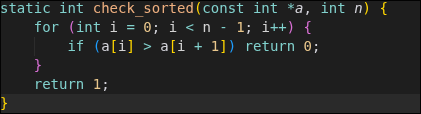 static int check_sorted(const int *a, int n) {
    for (int i = 0; i < n - 1; i++) {
        if (a[i] > a[i + 1]) return 0;
    }
    return 1;
}